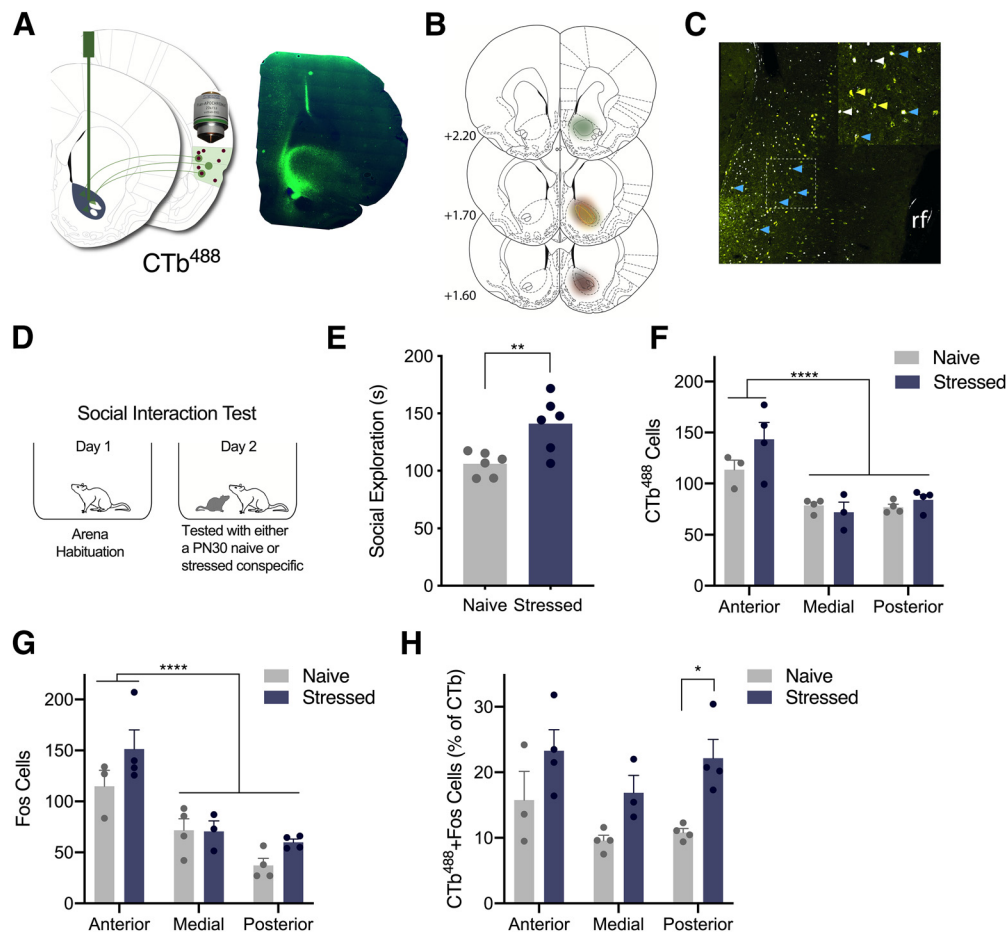 A
CTb488
B
+2.20
+1.70
+1.60
C
rf
D
Social Interaction Test
Day 1
Day 2
Arena
Habituation
Tested with either
a PN30 naive or
stressed conspecific
E
**
Social Exploration (s)
200
150
100
50
0
Naive Stressed
F
Naive
Stressed
****
CTb488 Cells
200
150
100
50
0
Anterior Medial Posterior
G
Naive
Stressed
****
Fos Cells
200
150
100
50
0
Anterior Medial Posterior
H
Naive
Stressed
*
CTb488+Fos Cells (% of CTb)
30
20
10
0
Anterior Medial Posterior